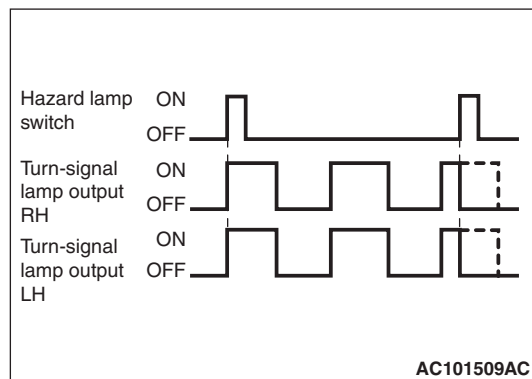 Hazard lamp ON
switch OFF
Turn-signal ON
lamp output OFF
RH
Turn-signal ON
lamp output OFF
LH
AC101509AC